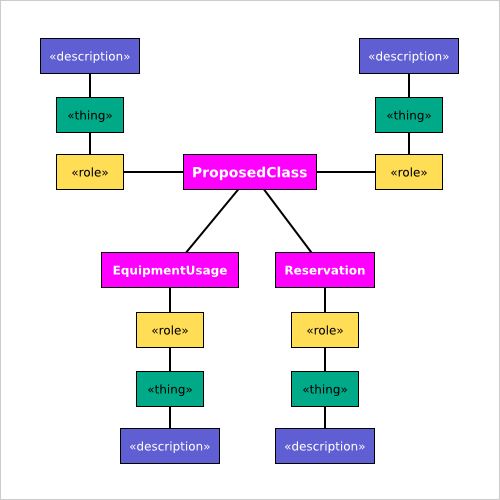 «description»
«description»
«thing»
«thing»
«role»
ProposedClass
«role»
EquipmentUsage
Reservation
«role»
«role»
«thing»
«thing»
«description»
«description»